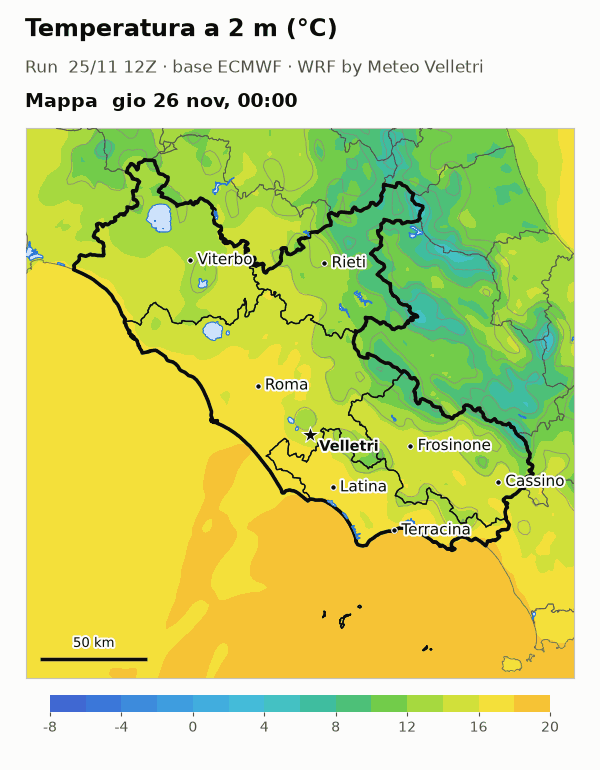 Temperatura a 2 m (°C)
Run  25/11 12Z · base ECMWF · WRF by Meteo Velletri
Mappa  gio 26 nov, 00:00
Viterbo
Rieti
Roma
Velletri
Frosinone
Cassino
Latina
Terracina
50 km
-8 -4 0 4 8 12 16 20